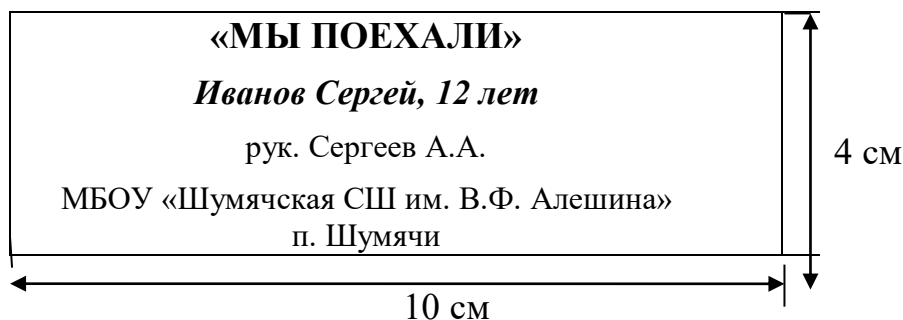 «МЫ ПОЕХАЛИ»
Иванов Сергей, 12 лет
рук. Сергеев А.А.
4 см
МБОУ «Шумячская СШ им. В.Ф. Алешина»
п. Шумячи
10 см